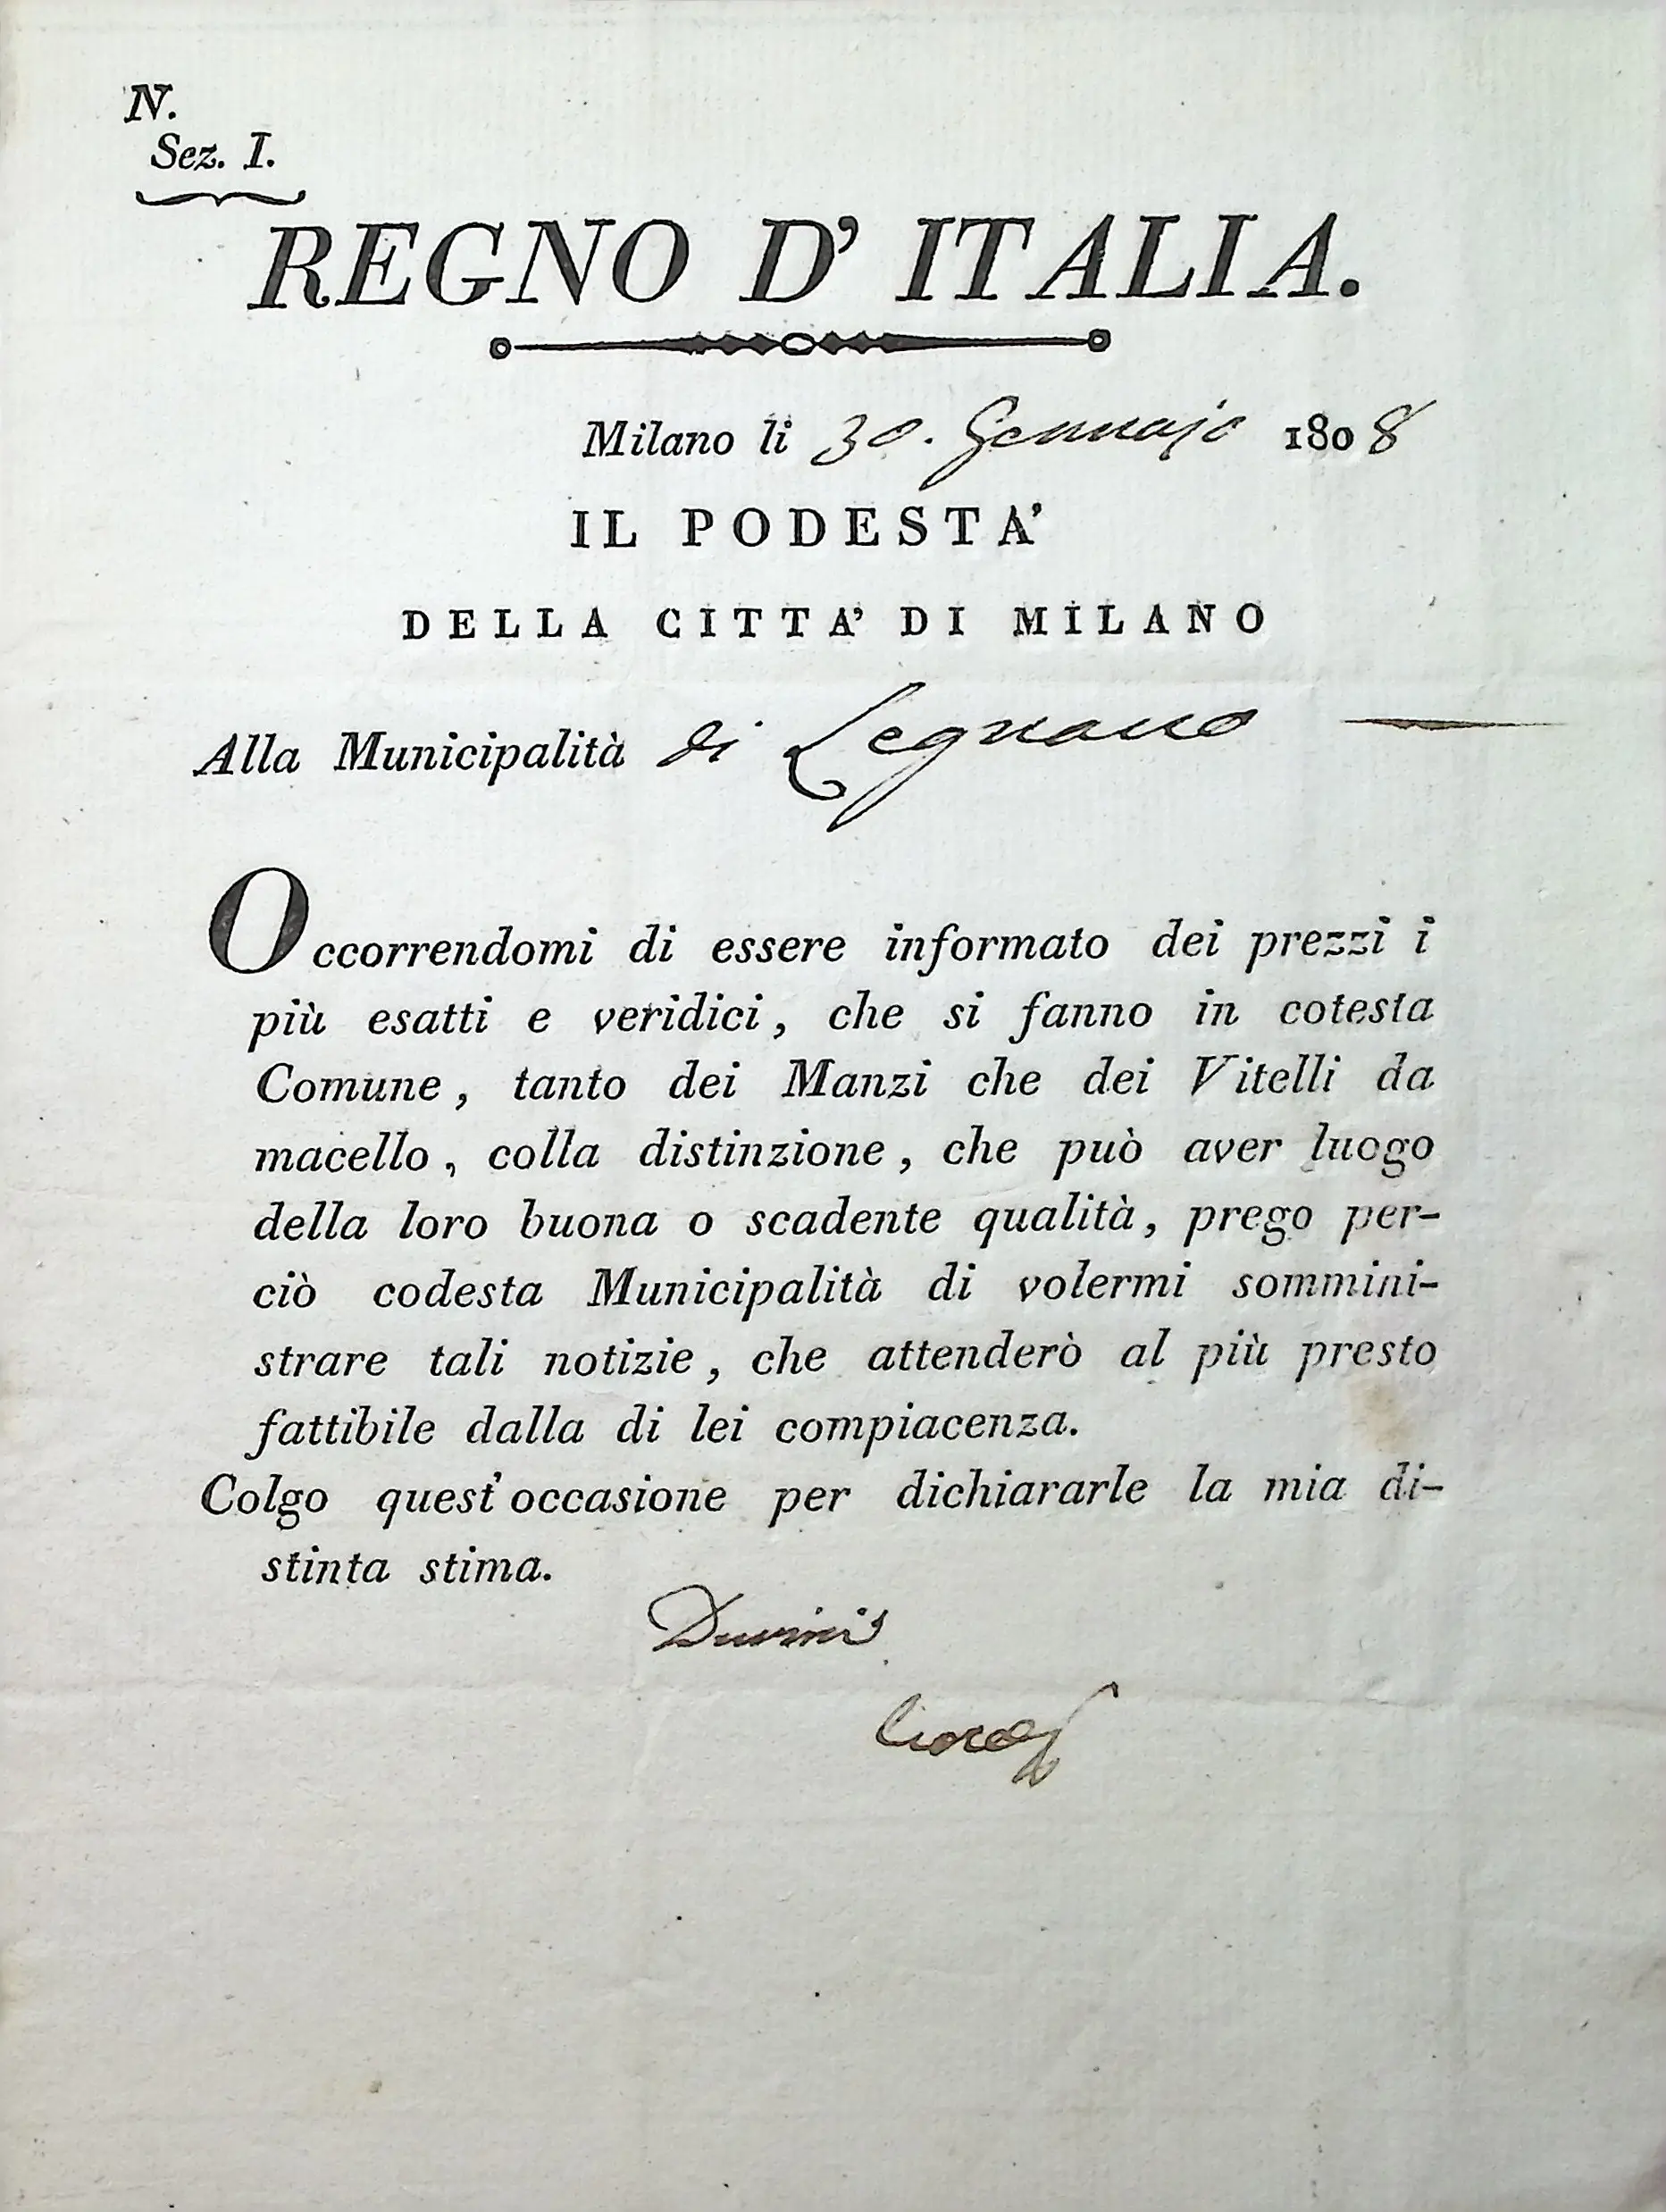 N.
Sez. I.
REGNO D' ITALIA.
Milano li 30. Gennajo 1808
IL PODESTA'
DELLA CITTA' DI MILANO
Alla Municipalità di Legnano
Occorrendomi di essere informato dei prezzi i
più esatti e veridici, che si fanno in cotesta
Comune, tanto dei Manzi che dei Vitelli da
macello, colla distinzione, che può aver luogo
della loro buona o scadente qualità, prego per-
ciò codesta Municipalità di volermi sommini-
strare tali notizie, che attenderò al più presto
fattibile dalla di lei compiacenza.
Colgo quest' occasione per dichiararle la mia di-
stinta stima.